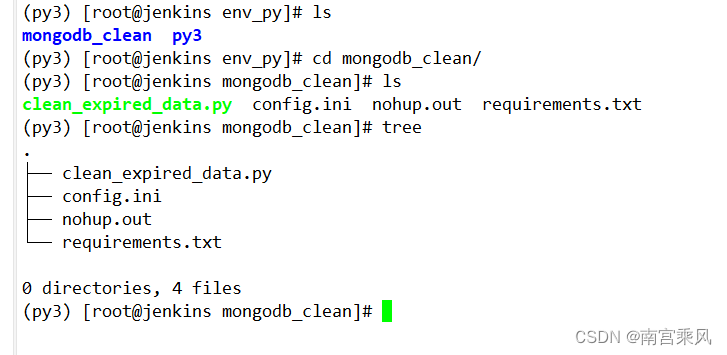 (py3) [root@jenkins env_py]# ls
mongodb_clean  py3
(py3) [root@jenkins env_py]# cd mongodb_clean/
(py3) [root@jenkins mongodb_clean]# ls
clean_expired_data.py  config.ini  nohup.out  requirements.txt
(py3) [root@jenkins mongodb_clean]# tree
.
├── clean_expired_data.py
├── config.ini
├── nohup.out
└── requirements.txt
0 directories, 4 files
(py3) [root@jenkins mongodb_clean]#
CSDN @南宫乘风